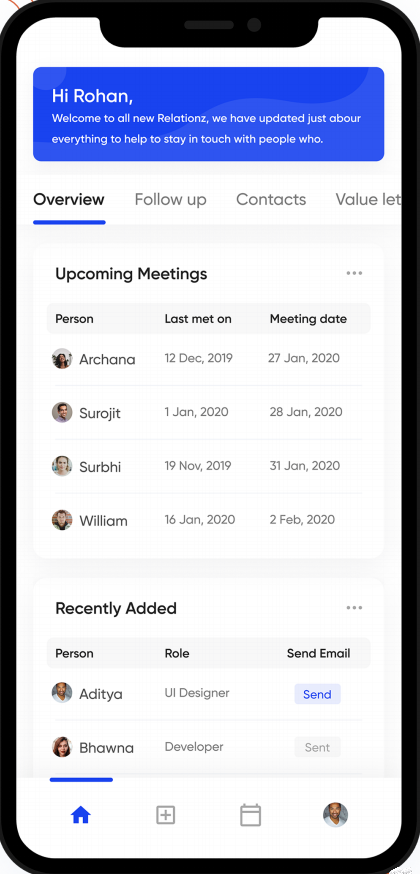 Hi Rohan,
Welcome to all new Relationz, we have updated just abour
everything to help to stay in touch with people who.
Overview Follow up Contacts Value let
Upcoming Meetings
Person Last met on Meeting date
Archana 12 Dec, 2019 27 Jan, 2020
Surojit 1 Jan, 2020 28 Jan, 2020
Surbhi 19 Nov, 2019 31 Jan, 2020
William 16 Jan, 2020 2 Feb, 2020
Recently Added
Person Role Send Email
Aditya UI Designer Send
Bhawna Developer Sent